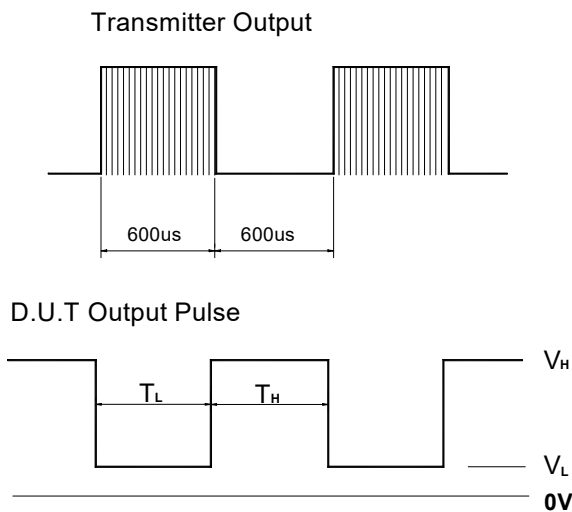 Transmitter Output
600us 600us
D.U.T Output Pulse
VH
TL TH
VL
0V